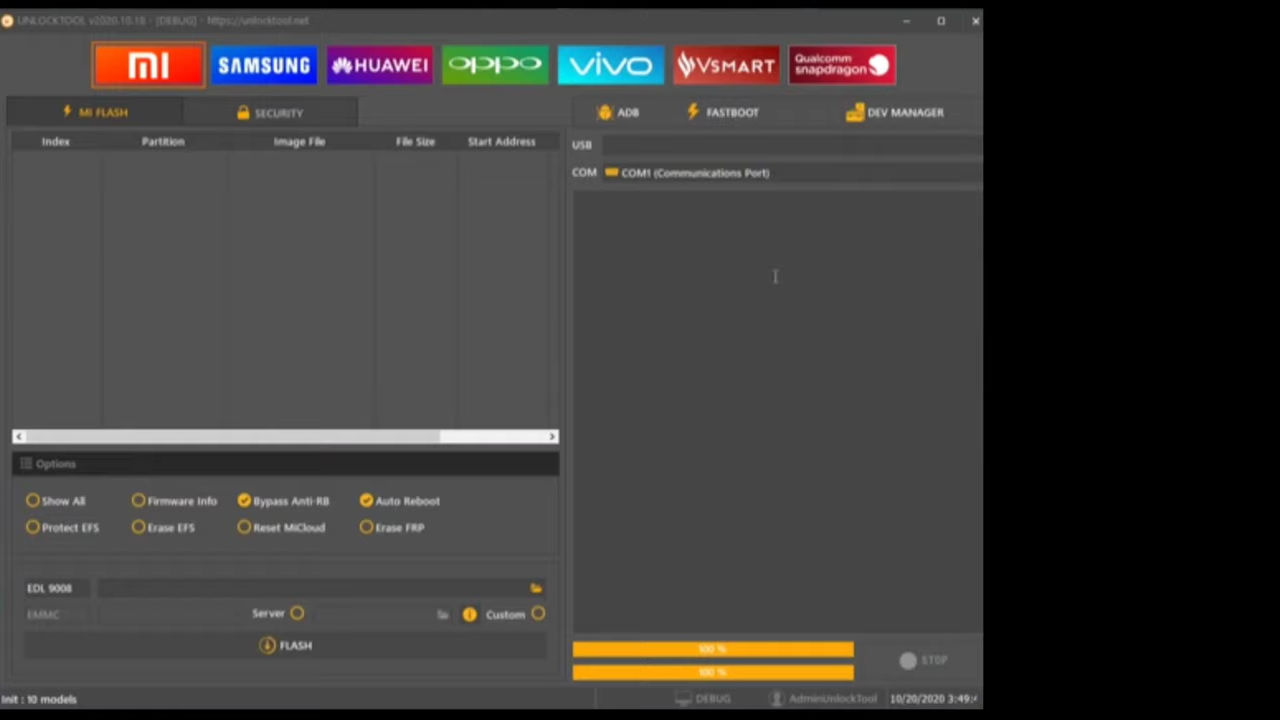 UNLOCKTOOL v2020.10.18 - [DEBUG] - https://unlocktool.net
mi SAMSUNG HUAWEI oppo vivo VSMART Qualcomm snapdragon
MI FLASH SECURITY ADB FASTBOOT DEV MANAGER
Index Partition Image File File Size Start Address
USB
COM COM1 (Communications Port)
Options
Show All Firmware Info Bypass Anti-RB Auto Reboot
Protect EFS Erase EFS Reset MiCloud Erase FRP
EDL 9008
EMMC Server Custom
FLASH
100 %
100 %
STOP
Init : 10 models DEBUG AdminUnlockTool 10/20/2020 3:49: